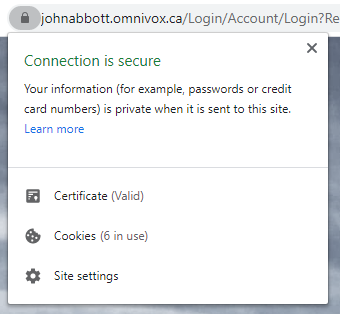 johnabbott.omnivox.ca/Login/Account/Login?Re
Connection is secure
Your information (for example, passwords or credit
card numbers) is private when it is sent to this site.
Learn more
Certificate (Valid)
Cookies (6 in use)
Site settings